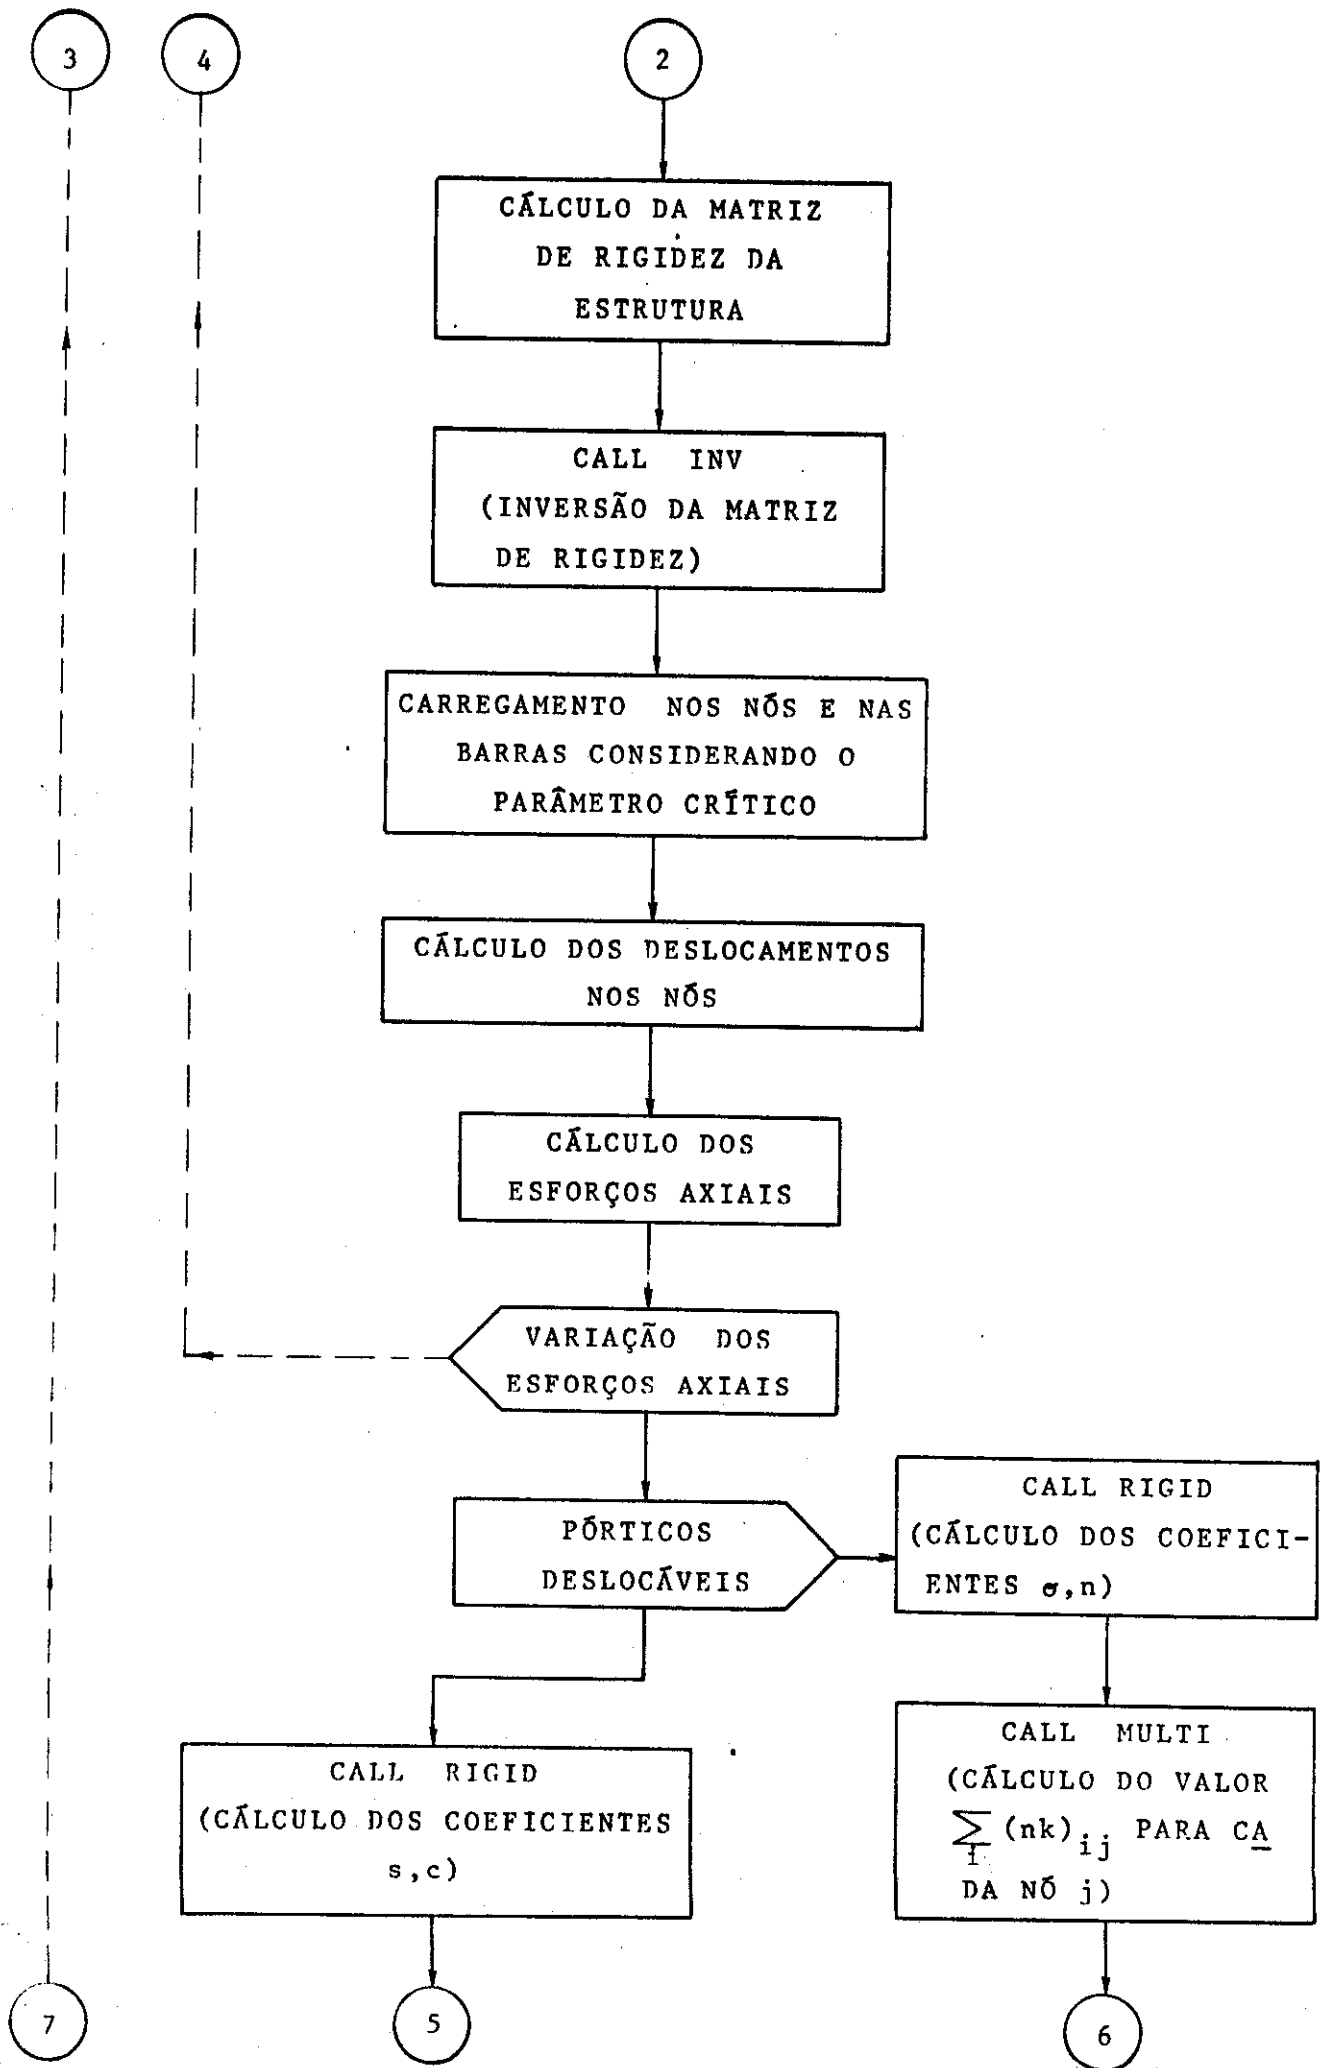 3
4
2
CÁLCULO DA MATRIZ
DE RIGIDEZ DA
ESTRUTURA
CALL INV
(INVERSÃO DA MATRIZ
DE RIGIDEZ)
CARREGAMENTO NOS NÓS E NAS
BARRAS CONSIDERANDO O
PARÂMETRO CRÍTICO
CÁLCULO DOS DESLOCAMENTOS
NOS NÓS
CÁLCULO DOS
ESFORÇOS AXIAIS
VARIAÇÃO DOS
ESFORÇOS AXIAIS
PÓRTICOS
DESLOCÁVEIS
CALL RIGID
(CÁLCULO DOS COEFICI-
ENTES σ,n)
CALL RIGID
(CÁLCULO DOS COEFICIENTES
s,c)
CALL MULTI
(CÁLCULO DO VALOR
∑i (nk)ij PARA CA
DA NÓ j)
7
5
6